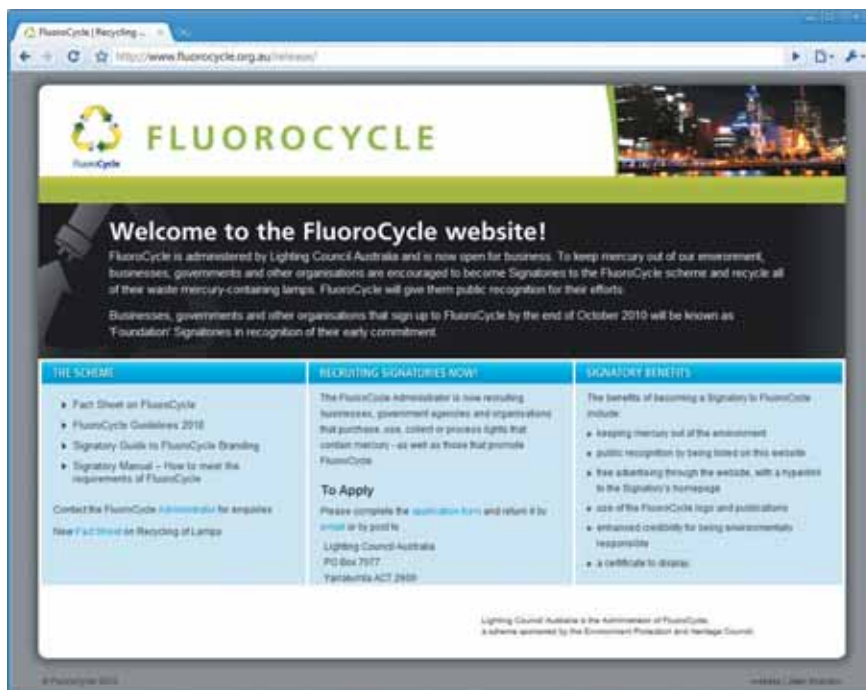 FluoroCycle | Recycling ...
http://www.fluorocycle.org.au/release/
FluoroCycle
FLUOROCYCLE
Welcome to the FluoroCycle website!
FluoroCycle is administered by Lighting Council Australia and is now open for business. To keep mercury out of our environment,
businesses, governments and other organisations are encouraged to become Signatories to the FluoroCycle scheme and recycle all
of their waste mercury-containing lamps. FluoroCycle will give them public recognition for their efforts.
Businesses, governments and other organisations that sign up to FluoroCycle by the end of October 2010 will be known as
'Foundation' Signatories in recognition of their early commitment.
THE SCHEME
Fact Sheet on FluoroCycle
FluoroCycle Guidelines 2010
Signatory Guide to FluoroCycle Branding
Signatory Manual – How to meet the
requirements of FluoroCycle
Contact the FluoroCycle Administrator for enquiries
New Fact Sheet on Recycling of Lamps
RECRUITING SIGNATORIES NOW!
The FluoroCycle Administrator is now recruiting
businesses, government agencies and organisations
that purchase, use, collect or process lights that
contain mercury - as well as those that promote
FluoroCycle.
To Apply
Please complete the application form and return it by
email or by post to
Lighting Council Australia
PO Box 7077
Yarralumla ACT 2600
SIGNATORY BENEFITS
The benefits of becoming a Signatory to FluoroCycle
include:
keeping mercury out of the environment
public recognition by being listed on this website
free advertising through the website, with a hyperlink
to the Signatory's homepage
use of the FluoroCycle logo and publications
enhanced credibility for being environmentally
responsible
a certificate to display
Lighting Council Australia is the Administrator of FluoroCycle,
a scheme sponsored by the Environment Protection and Heritage Council.
© FluoroCycle 2010